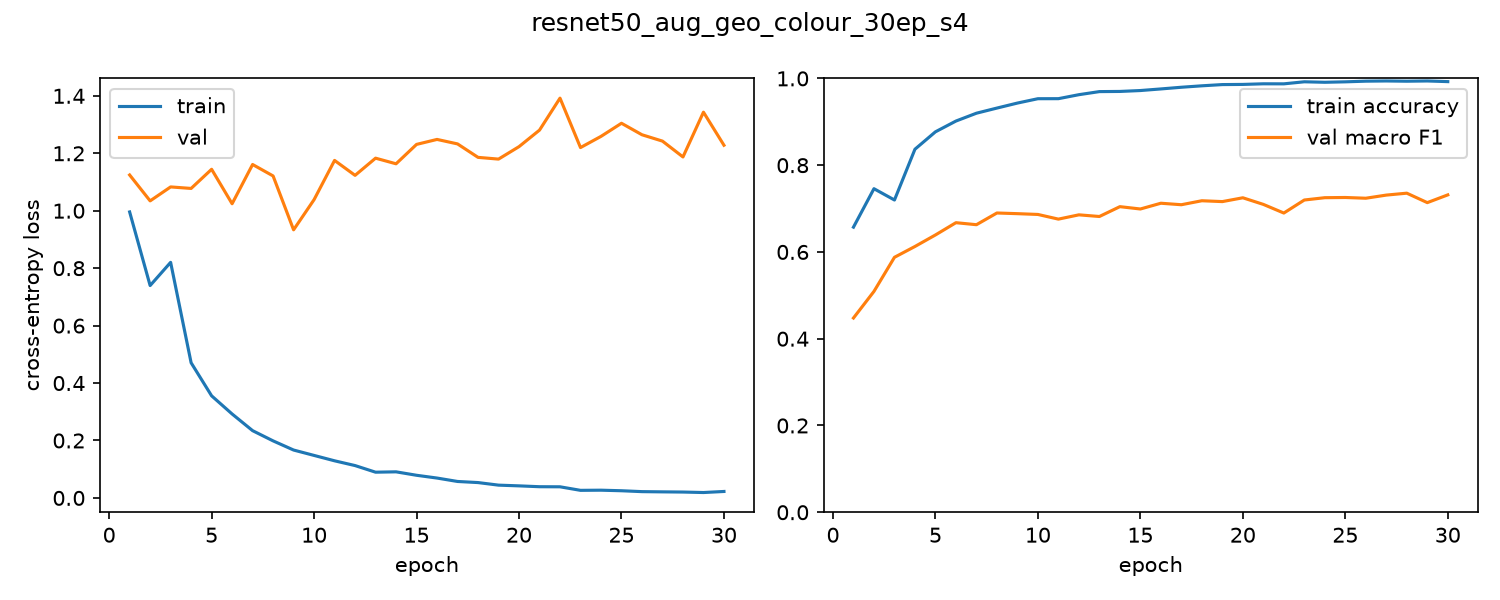 resnet50_aug_geo_colour_30ep_s4
cross-entropy loss
1.4
1.2
1.0
0.8
0.6
0.4
0.2
0.0
train
val
0 5 10 15 20 25 30
epoch
1.0
0.8
0.6
0.4
0.2
0.0
train accuracy
val macro F1
0 5 10 15 20 25 30
epoch